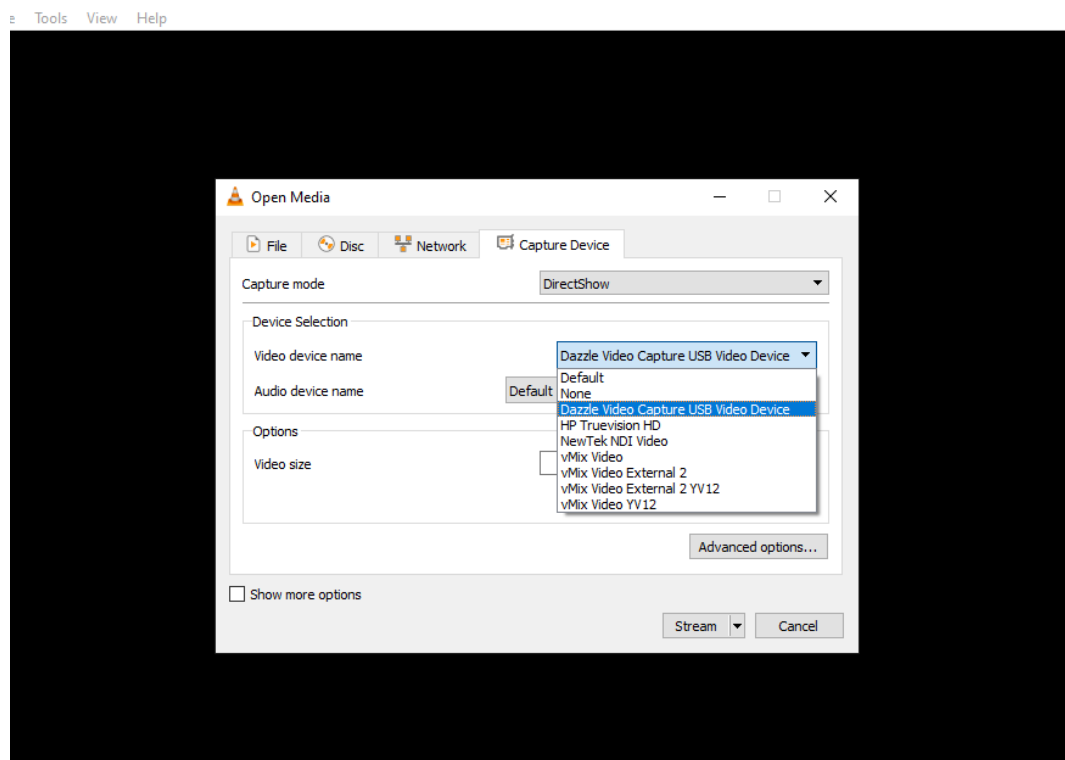 e Tools View Help
Open Media
File Disc Network Capture Device
Capture mode DirectShow
Device Selection
Video device name Dazzle Video Capture USB Video Device
Audio device name Default
Default
None
Dazzle Video Capture USB Video Device
HP Truevision HD
NewTek NDI Video
vMix Video
vMix Video External 2
vMix Video External 2 YV12
vMix Video YV12
Options
Video size
Advanced options...
Show more options
Stream Cancel